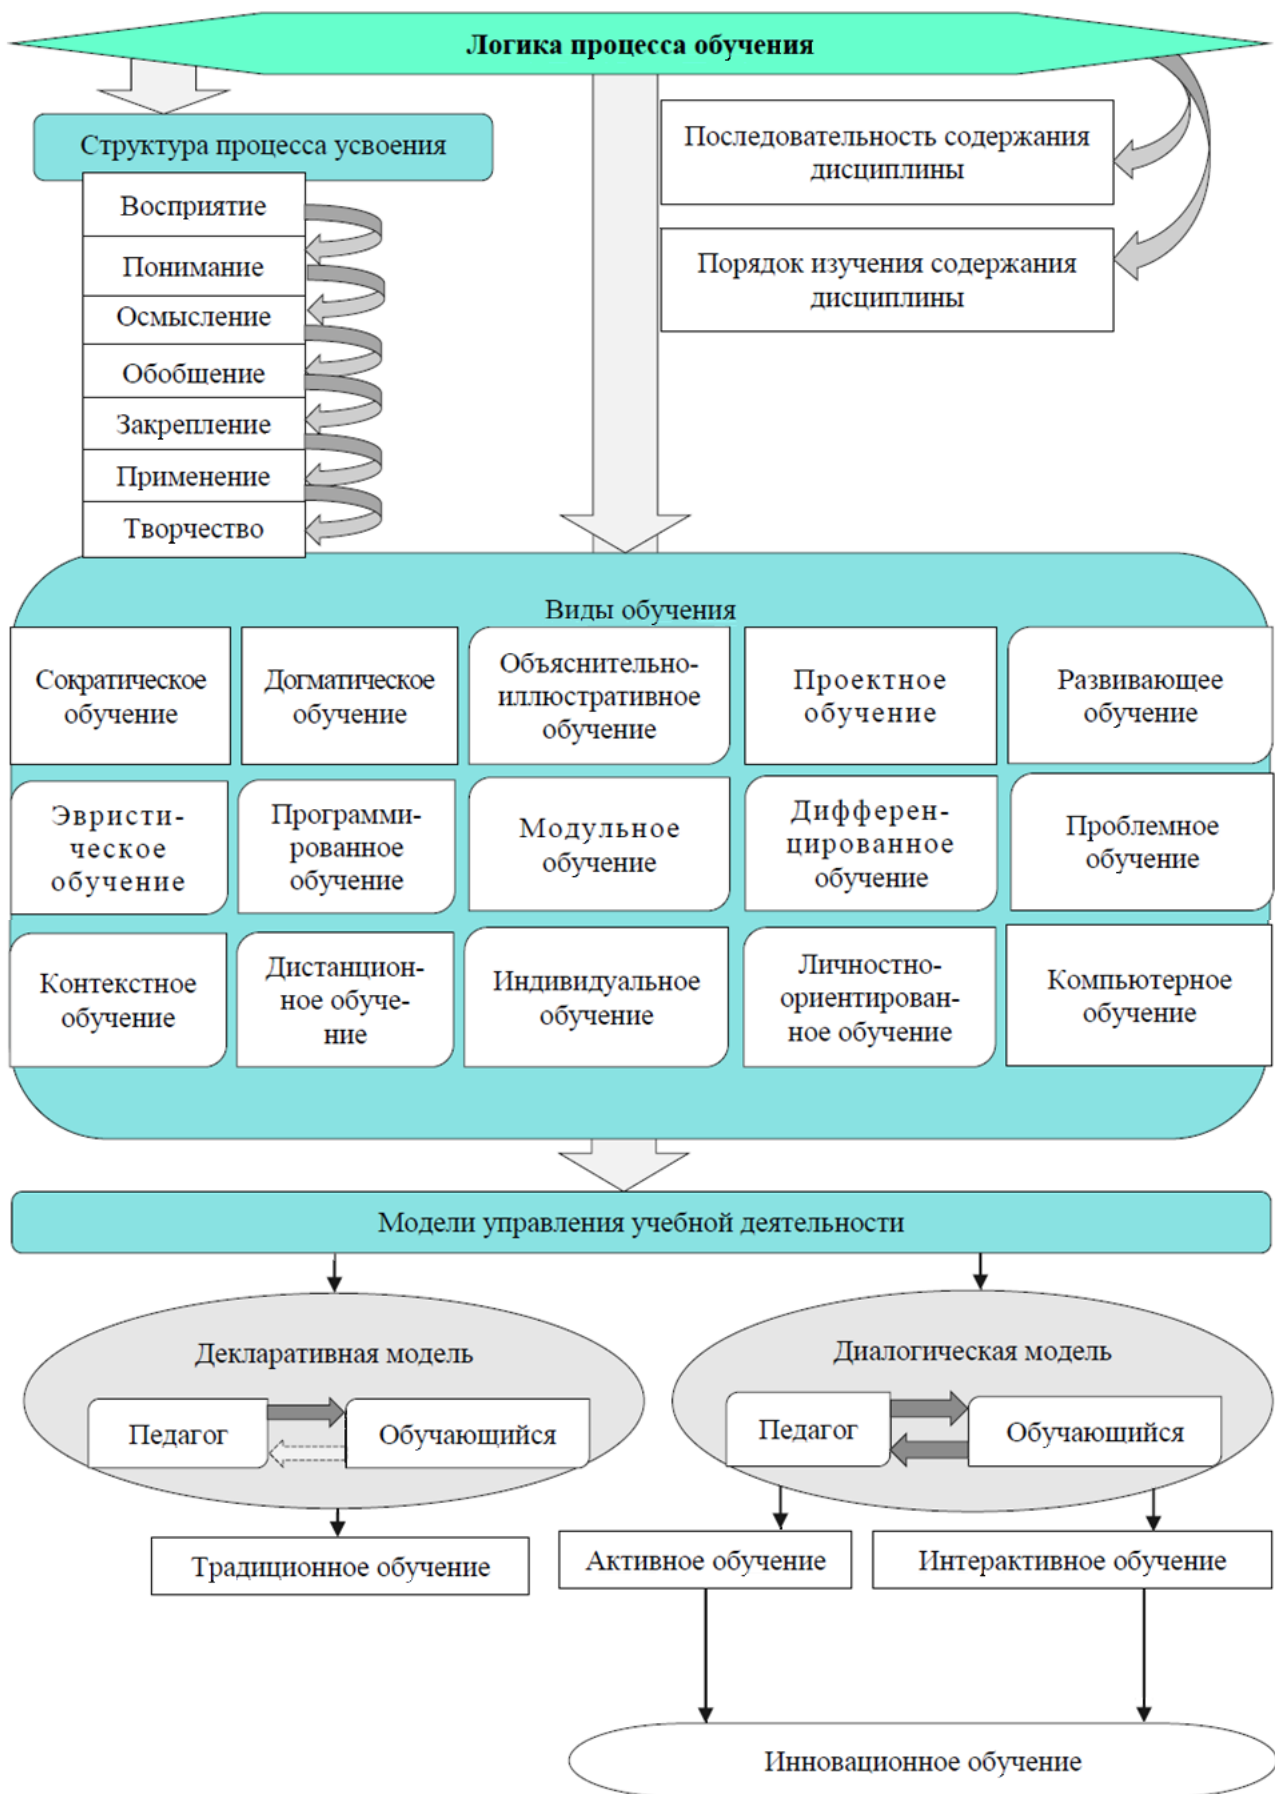 Логика процесса обучения
Структура процесса усвоения
Восприятие
Понимание
Осмысление
Обобщение
Закрепление
Применение
Творчество
Последовательность содержания
дисциплины
Порядок изучения содержания
дисциплины
Виды обучения
Сократическое
обучение
Догматическое
обучение
Объяснительно-
иллюстративное
обучение
Проектное
обучение
Развивающее
обучение
Эвристи-
ческое
обучение
Программи-
рованное
обучение
Модульное
обучение
Дифферен-
цированное
обучение
Проблемное
обучение
Контекстное
обучение
Дистанцион-
ное обуче-
ние
Индивидуальное
обучение
Личностно-
ориентирован-
ное обучение
Компьютерное
обучение
Модели управления учебной деятельности
Декларативная модель
Педагог
Обучающийся
Диалогическая модель
Педагог
Обучающийся
Традиционное обучение
Активное обучение
Интерактивное обучение
Инновационное обучение